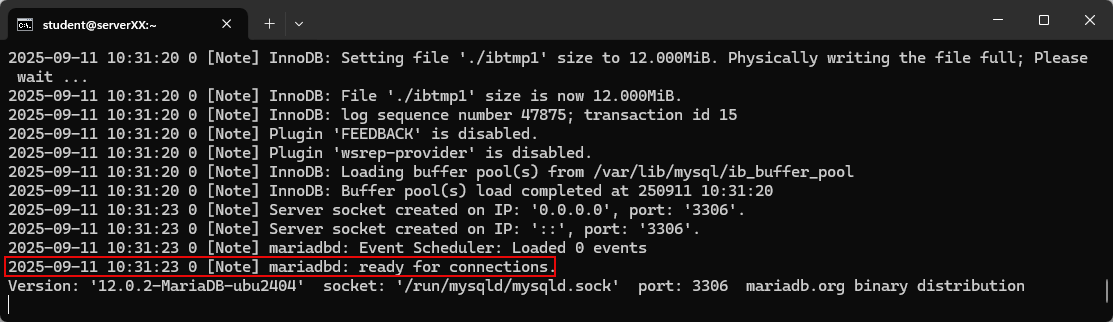 student@serverXX:~
2025-09-11 10:31:20 0 [Note] InnoDB: Setting file './ibtmp1' size to 12.000MiB. Physically writing the file full; Please
wait ...
2025-09-11 10:31:20 0 [Note] InnoDB: File './ibtmp1' size is now 12.000MiB.
2025-09-11 10:31:20 0 [Note] InnoDB: log sequence number 47875; transaction id 15
2025-09-11 10:31:20 0 [Note] Plugin 'FEEDBACK' is disabled.
2025-09-11 10:31:20 0 [Note] Plugin 'wsrep-provider' is disabled.
2025-09-11 10:31:20 0 [Note] InnoDB: Loading buffer pool(s) from /var/lib/mysql/ib_buffer_pool
2025-09-11 10:31:20 0 [Note] InnoDB: Buffer pool(s) load completed at 250911 10:31:20
2025-09-11 10:31:23 0 [Note] Server socket created on IP: '0.0.0.0', port: '3306'.
2025-09-11 10:31:23 0 [Note] Server socket created on IP: '::', port: '3306'.
2025-09-11 10:31:23 0 [Note] mariadbd: Event Scheduler: Loaded 0 events
2025-09-11 10:31:23 0 [Note] mariadbd: ready for connections.
Version: '12.0.2-MariaDB-ubu2404'  socket: '/run/mysqld/mysqld.sock'  port: 3306  mariadb.org binary distribution